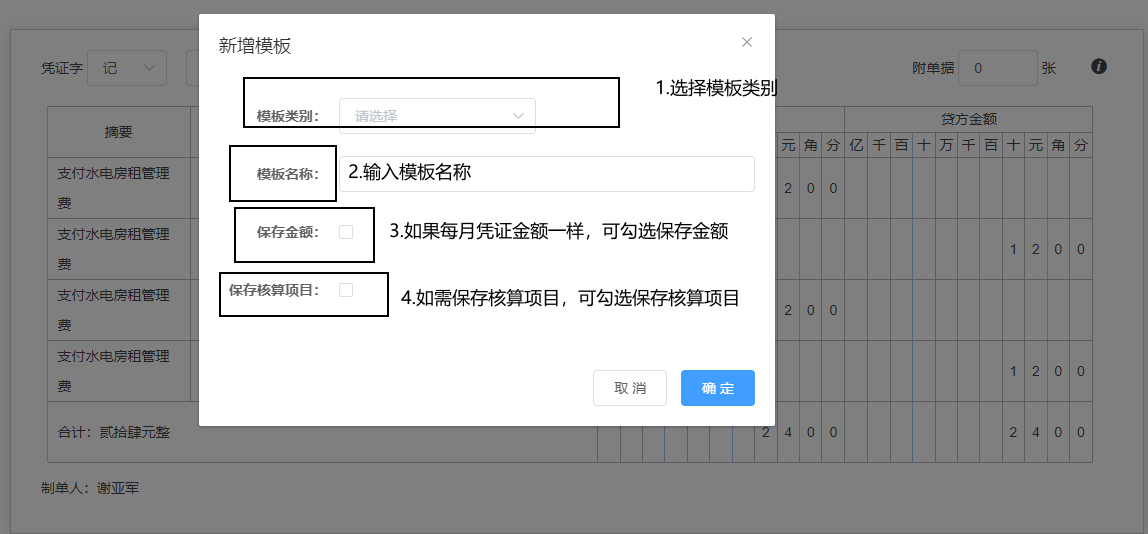 新增模板
凭证字 记
附单据 0 张
1.选择模板类别
模板类别： 请选择
摘要
贷方金额
元 角 分 亿 千 百 十 万 千 百 十 元 角 分
模板名称： 2.输入模板名称
支付水电房租管理
费
2 0 0
保存金额： 3.如果每月凭证金额一样，可勾选保存金额
支付水电房租管理
费
1 2 0 0
保存核算项目： 4.如需保存核算项目，可勾选保存核算项目
支付水电房租管理
费
2 0 0
支付水电房租管理
费
1 2 0 0
取 消 确 定
合计：贰拾肆元整 2 4 0 0 2 4 0 0
制单人：谢亚军